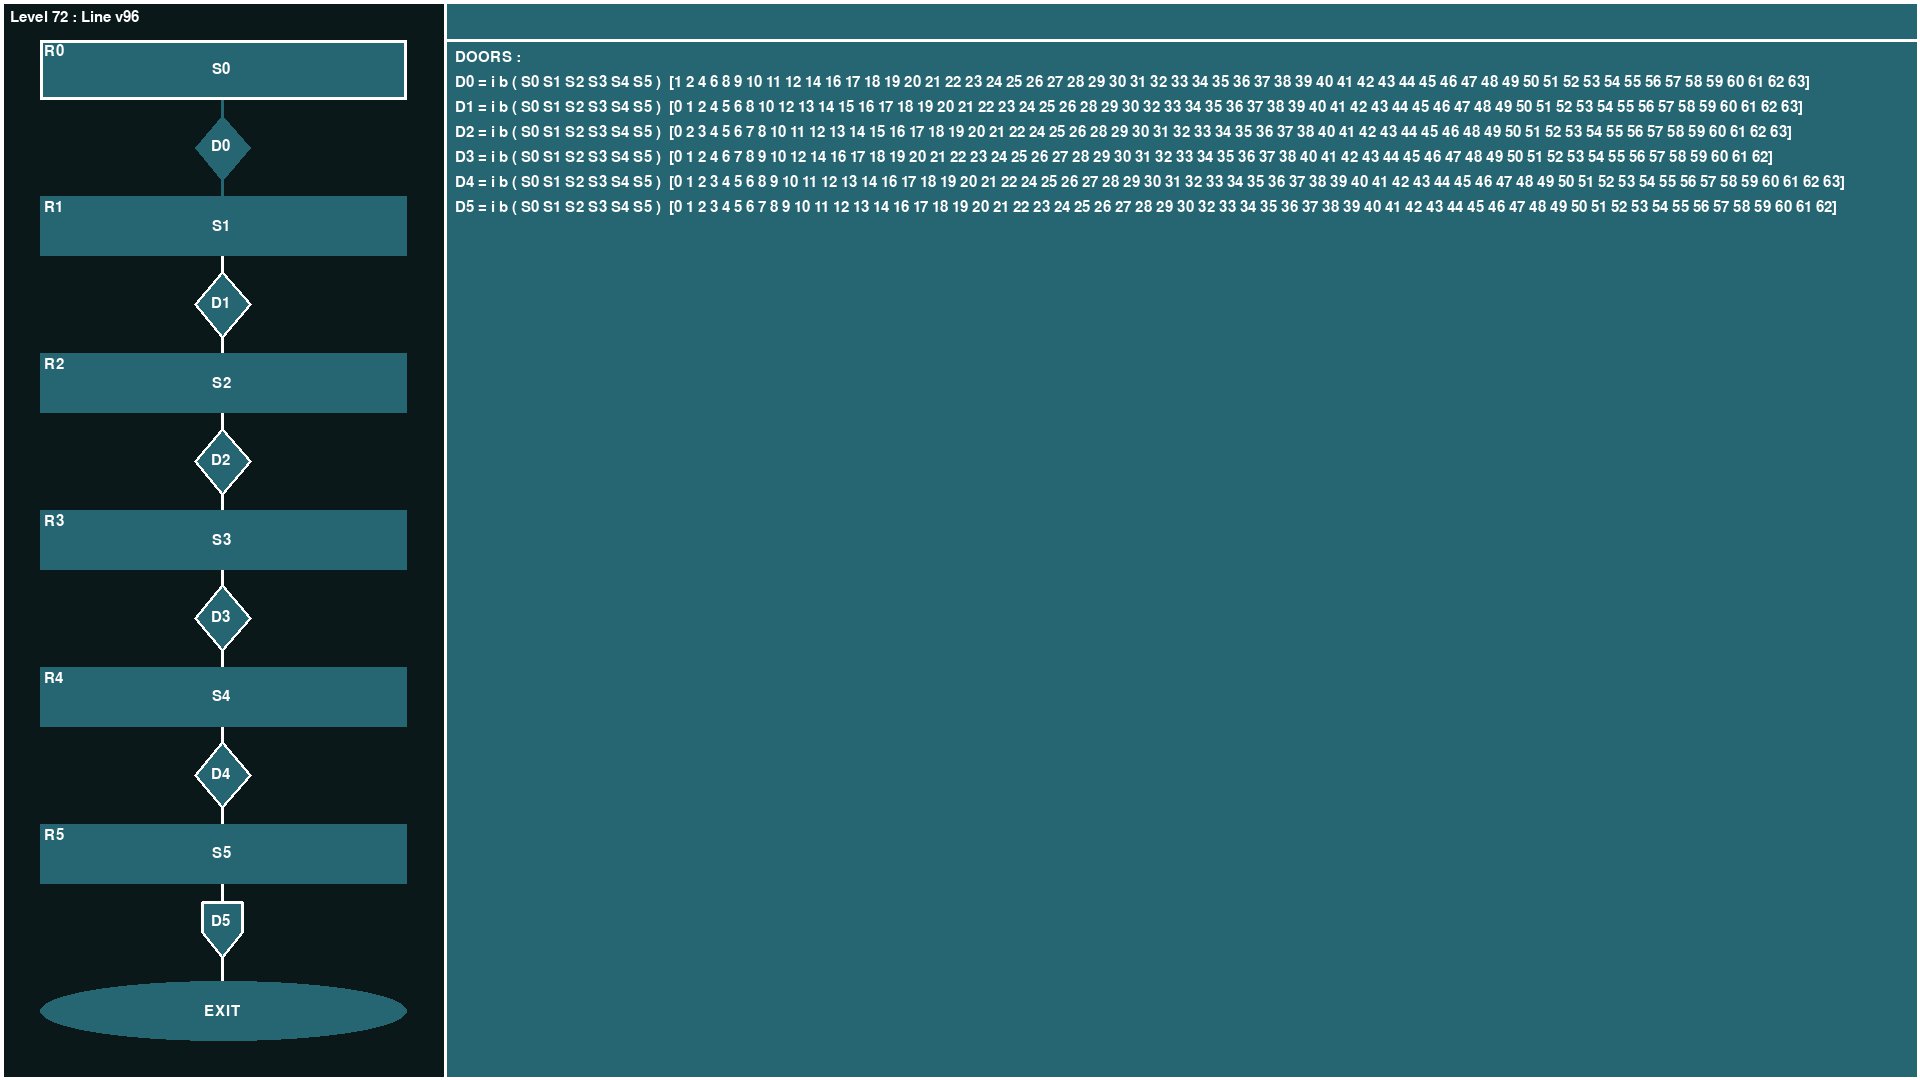 Level 72 : Line v96
R0
S0
D0
R1
S1
D1
R2
S2
D2
R3
S3
D3
R4
S4
D4
R5
S5
D5
EXIT
DOORS :
D0 = i b ( S0 S1 S2 S3 S4 S5 ) [1 2 4 6 8 9 10 11 12 14 16 17 18 19 20 21 22 23 24 25 26 27 28 29 30 31 32 33 34 35 36 37 38 39 40 41 42 43 44 45 46 47 48 49 50 51 52 53 54 55 56 57 58 59 60 61 62 63]
D1 = i b ( S0 S1 S2 S3 S4 S5 ) [0 1 2 4 5 6 8 10 12 13 14 15 16 17 18 19 20 21 22 23 24 25 26 28 29 30 32 33 34 35 36 37 38 39 40 41 42 43 44 45 46 47 48 49 50 51 52 53 54 55 56 57 58 59 60 61 62 63]
D2 = i b ( S0 S1 S2 S3 S4 S5 ) [0 2 3 4 5 6 7 8 10 11 12 13 14 15 16 17 18 19 20 21 22 24 25 26 28 29 30 31 32 33 34 35 36 37 38 40 41 42 43 44 45 46 48 49 50 51 52 53 54 55 56 57 58 59 60 61 62 63]
D3 = i b ( S0 S1 S2 S3 S4 S5 ) [0 1 2 4 6 7 8 9 10 12 14 16 17 18 19 20 21 22 23 24 25 26 27 28 29 30 31 32 33 34 35 36 37 38 40 41 42 43 44 45 46 47 48 49 50 51 52 53 54 55 56 57 58 59 60 61 62]
D4 = i b ( S0 S1 S2 S3 S4 S5 ) [0 1 2 3 4 5 6 8 9 10 11 12 13 14 16 17 18 19 20 21 22 24 25 26 27 28 29 30 31 32 33 34 35 36 37 38 39 40 41 42 43 44 45 46 47 48 49 50 51 52 53 54 55 56 57 58 59 60 61 62 63]
D5 = i b ( S0 S1 S2 S3 S4 S5 ) [0 1 2 3 4 5 6 7 8 9 10 11 12 13 14 16 17 18 19 20 21 22 23 24 25 26 27 28 29 30 32 33 34 35 36 37 38 39 40 41 42 43 44 45 46 47 48 49 50 51 52 53 54 55 56 57 58 59 60 61 62]